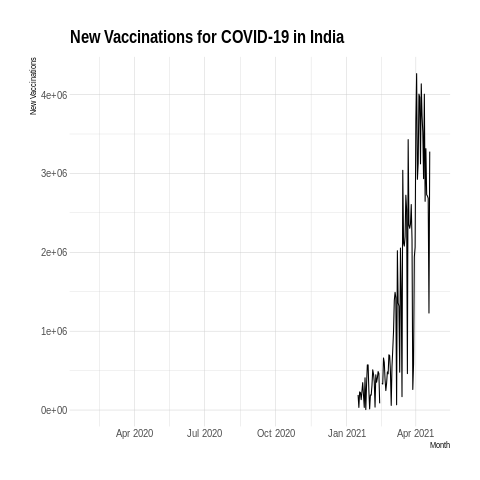 New Vaccinations for COVID-19 in India
New Vaccinations
4e+06
3e+06
2e+06
1e+06
0e+00
Apr 2020 Jul 2020 Oct 2020 Jan 2021 Apr 2021
Month